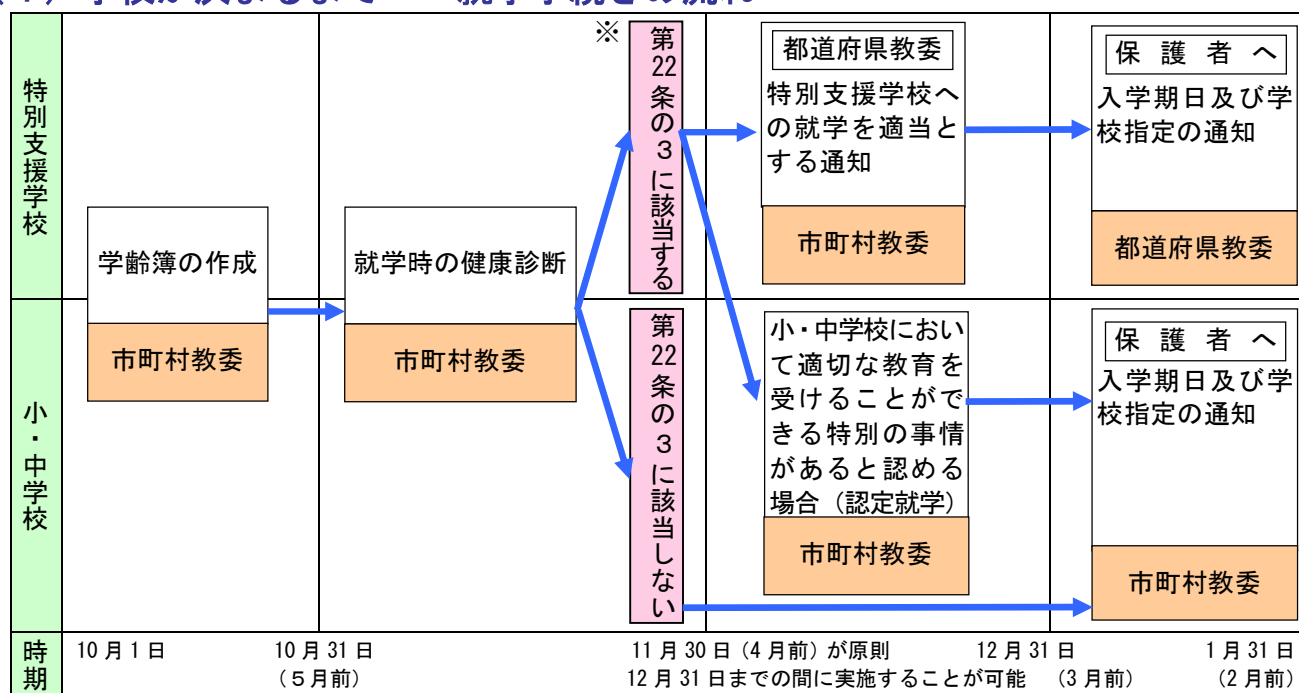 特別支援学校
学齢簿の作成
市町村教委
就学時の健康診断
市町村教委
※
第22条の3に該当する
都道府県教委
特別支援学校へ
の就学を適当と
する通知
市町村教委
保護者へ
入学期日及び学
校指定の通知
都道府県教委
小・中学校
第22条の3に該当しない
小・中学校におい
て適切な教育を
受けることがで
きる特別の事情
があると認める
場合（認定就学）
市町村教委
保護者へ
入学期日及び学
校指定の通知
市町村教委
時期
10月1日
10月31日
（5月前）
11月30日（4月前）が原則
12月31日までの間に実施することが可能
12月31日
（3月前）
1月31日
（2月前）